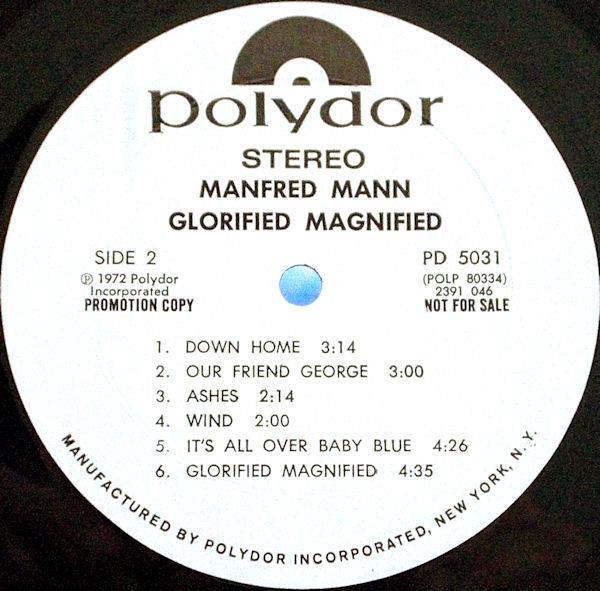 polydor
STEREO
MANFRED MANN
GLORIFIED MAGNIFIED
SIDE 2
℗ 1972 Polydor
Incorporated
PROMOTION COPY
PD 5031
(POLP 80334)
2391 046
NOT FOR SALE
1. DOWN HOME 3:14
2. OUR FRIEND GEORGE 3:00
3. ASHES 2:14
4. WIND 2:00
5. IT'S ALL OVER BABY BLUE 4:26
6. GLORIFIED MAGNIFIED 4:35
MANUFACTURED BY POLYDOR INCORPORATED, NEW YORK, N. Y.